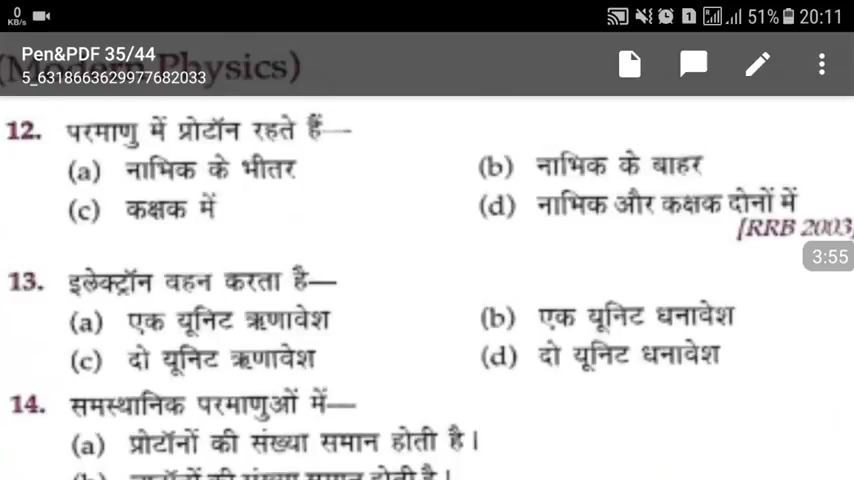 0
KB/s
1
51%
20:11
Pen&PDF 35/44
5_6318663629977682033
(Modern Physics)
12. परमाणु में प्रोटॉन रहते हैं—
(a) नाभिक के भीतर (b) नाभिक के बाहर
(c) कक्षक में (d) नाभिक और कक्षक दोनों में
[RRB 2003]
3:55
13. इलेक्ट्रॉन वहन करता है—
(a) एक यूनिट ऋणावेश (b) एक यूनिट धनावेश
(c) दो यूनिट ऋणावेश (d) दो यूनिट धनावेश
14. समस्थानिक परमाणुओं में—
(a) प्रोटॉनों की संख्या समान होती है।